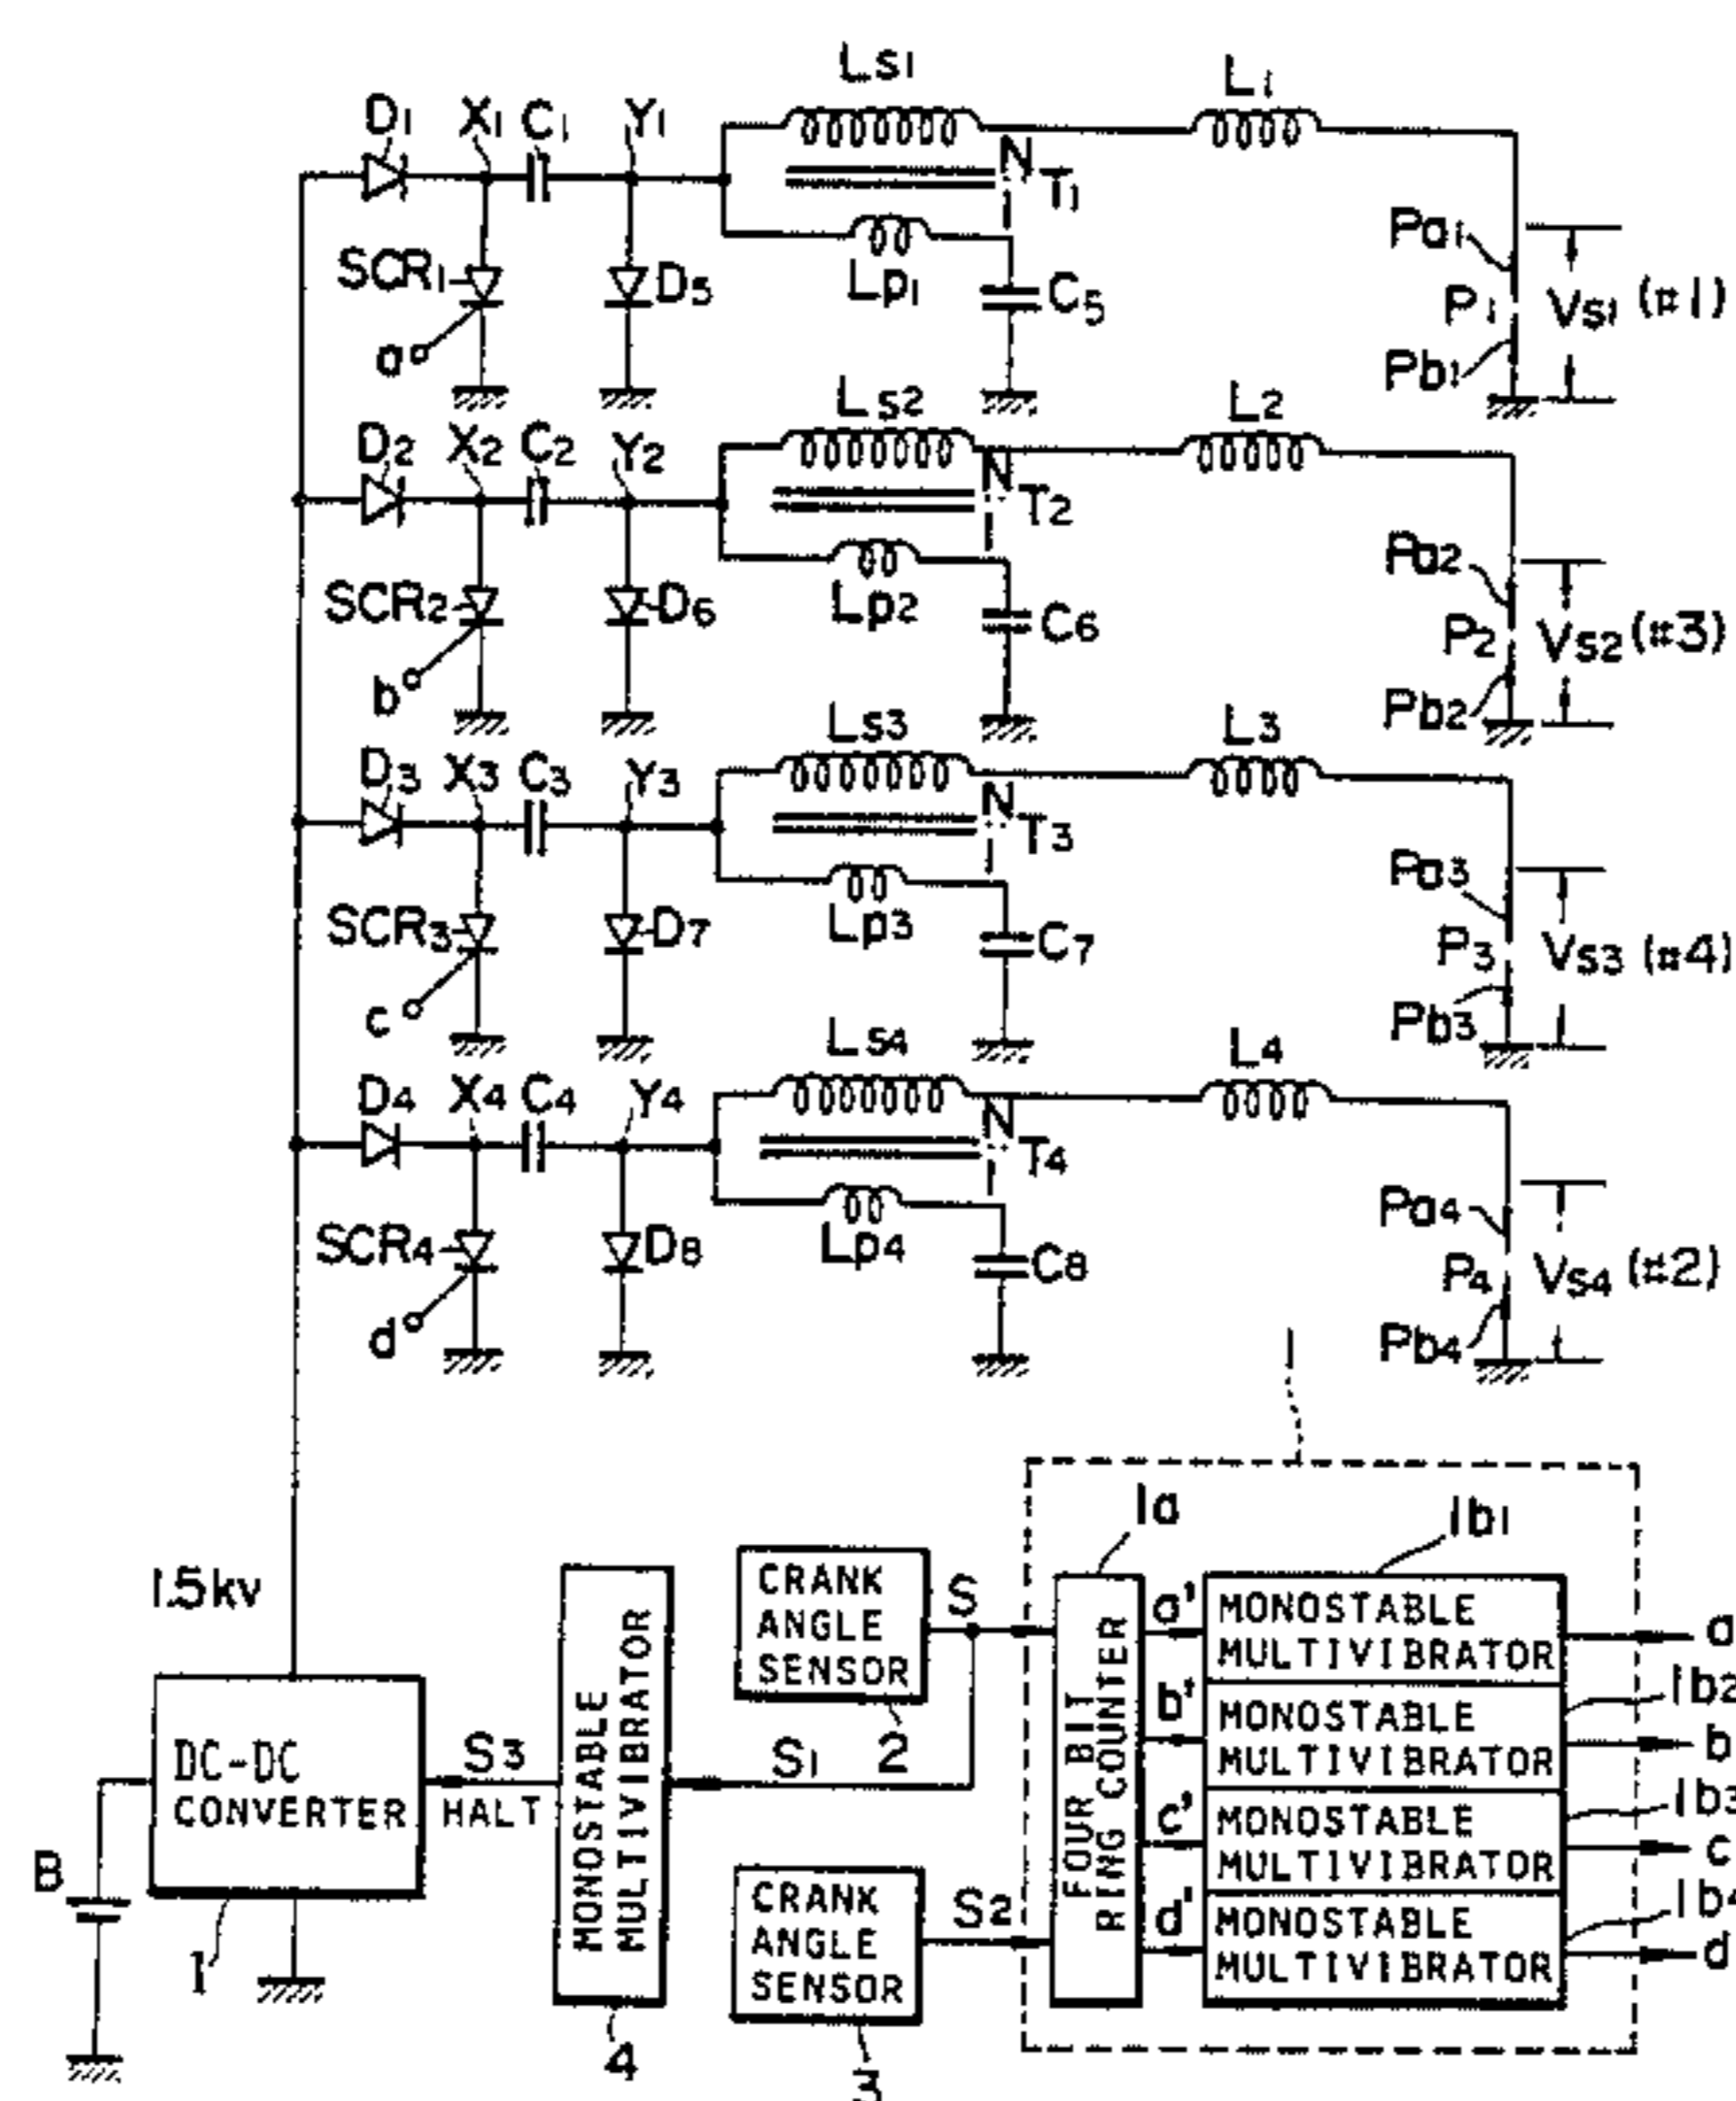 Ls1 L1
D1 X1 C1 Y1
T1
Pa1
SCR1 D5 Lp1 C5 P1 Vs1 (#1)
a Pb1
Ls2 L2
D2 X2 C2 Y2
T2
Pa2
SCR2 D6 Lp2 C6 P2 Vs2 (#3)
b Pb2
Ls3 L3
D3 X3 C3 Y3
T3
Pa3
SCR3 D7 Lp3 C7 P3 Vs3 (#4)
c Pb3
Ls4 L4
D4 X4 C4 Y4
T4
Pa4
SCR4 D8 Lp4 C8 P4 Vs4 (#2)
d Pb4
1
1a 1b1
1.5kv
CRANK
ANGLE
SENSOR
S
2
MONOSTABLE
MULTIVIBRATOR
4
FOUR BIT
RING COUNTER
a' MONOSTABLE
MULTIVIBRATOR a
1b2
b' MONOSTABLE
MULTIVIBRATOR b
1b3
c' MONOSTABLE
MULTIVIBRATOR c
1b4
d' MONOSTABLE
MULTIVIBRATOR d
DC-DC
CONVERTER
S3
HALT
S1
B
1
CRANK
ANGLE
SENSOR
S2
3